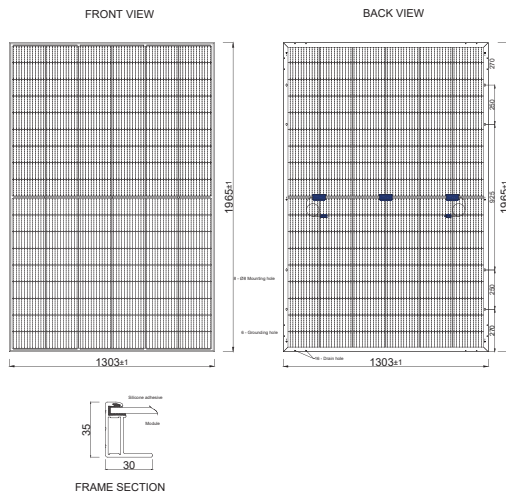 FRONT VIEW
BACK VIEW
270
250
925
250
270
1965±1
1965±1
8 - Ø9 Mounting hole
6 - Grounding hole
16 - Drain hole
1303±1
1303±1
Silicone adhesive
Module
35
30
FRAME SECTION